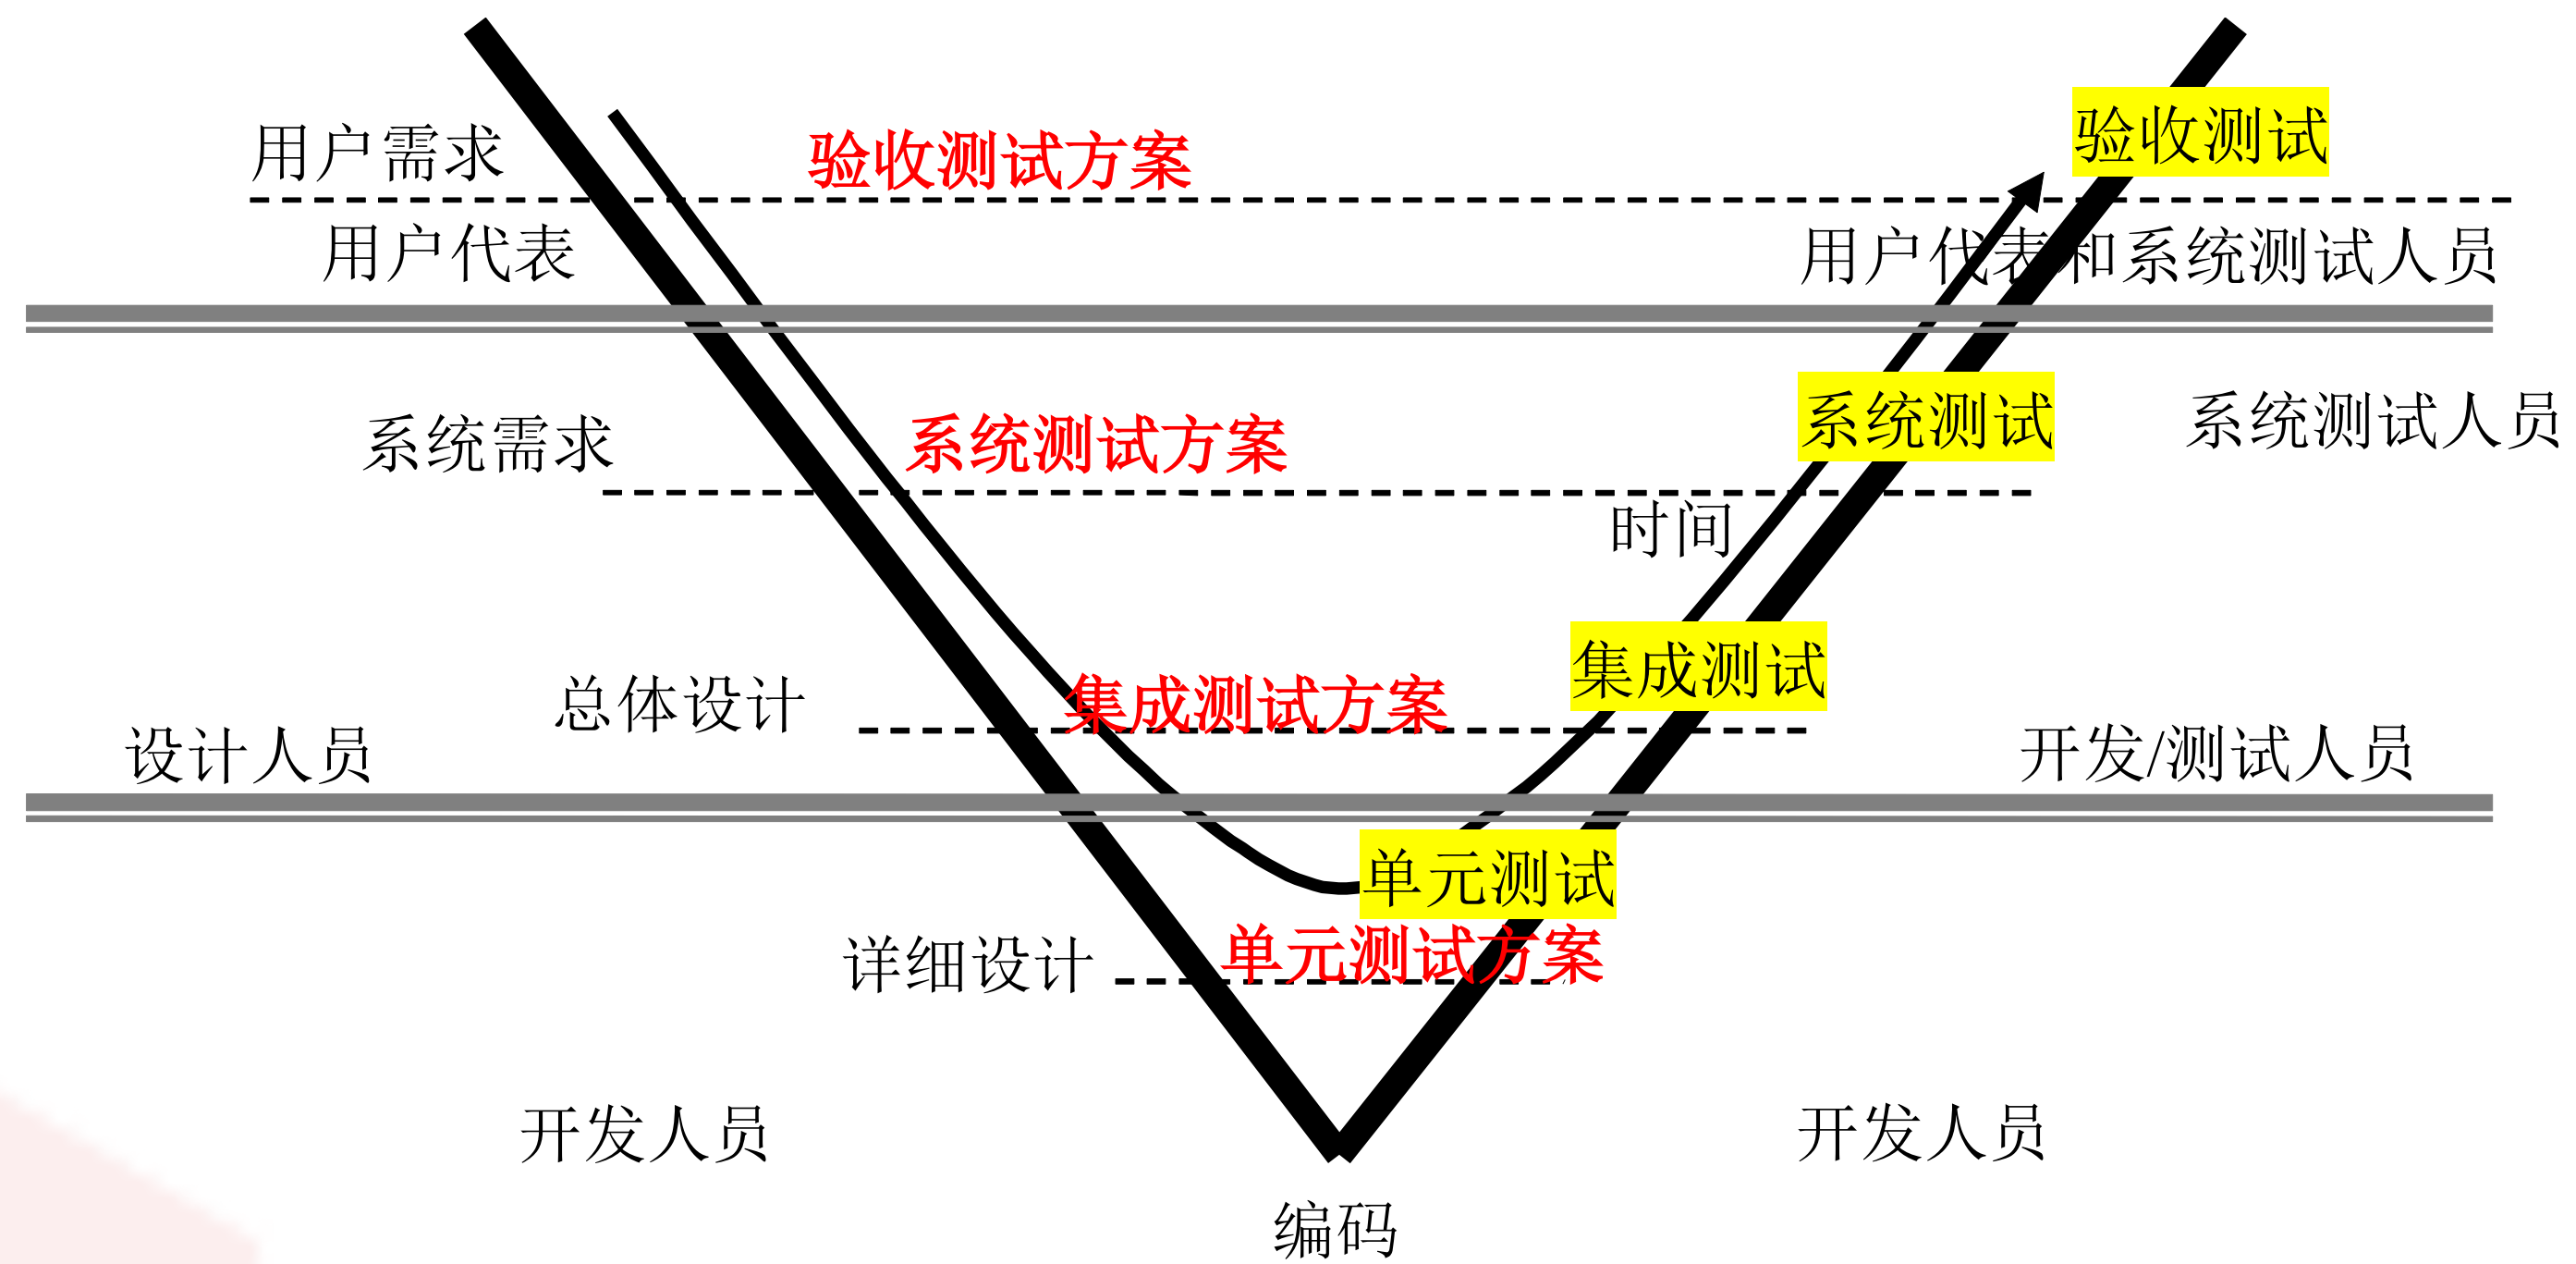 用户需求
验收测试方案
验收测试
用户代表
用户代表和系统测试人员
系统需求
系统测试方案
系统测试
系统测试人员
时间
总体设计
集成测试方案
集成测试
设计人员
开发/测试人员
单元测试
详细设计
单元测试方案
开发人员
开发人员
编码